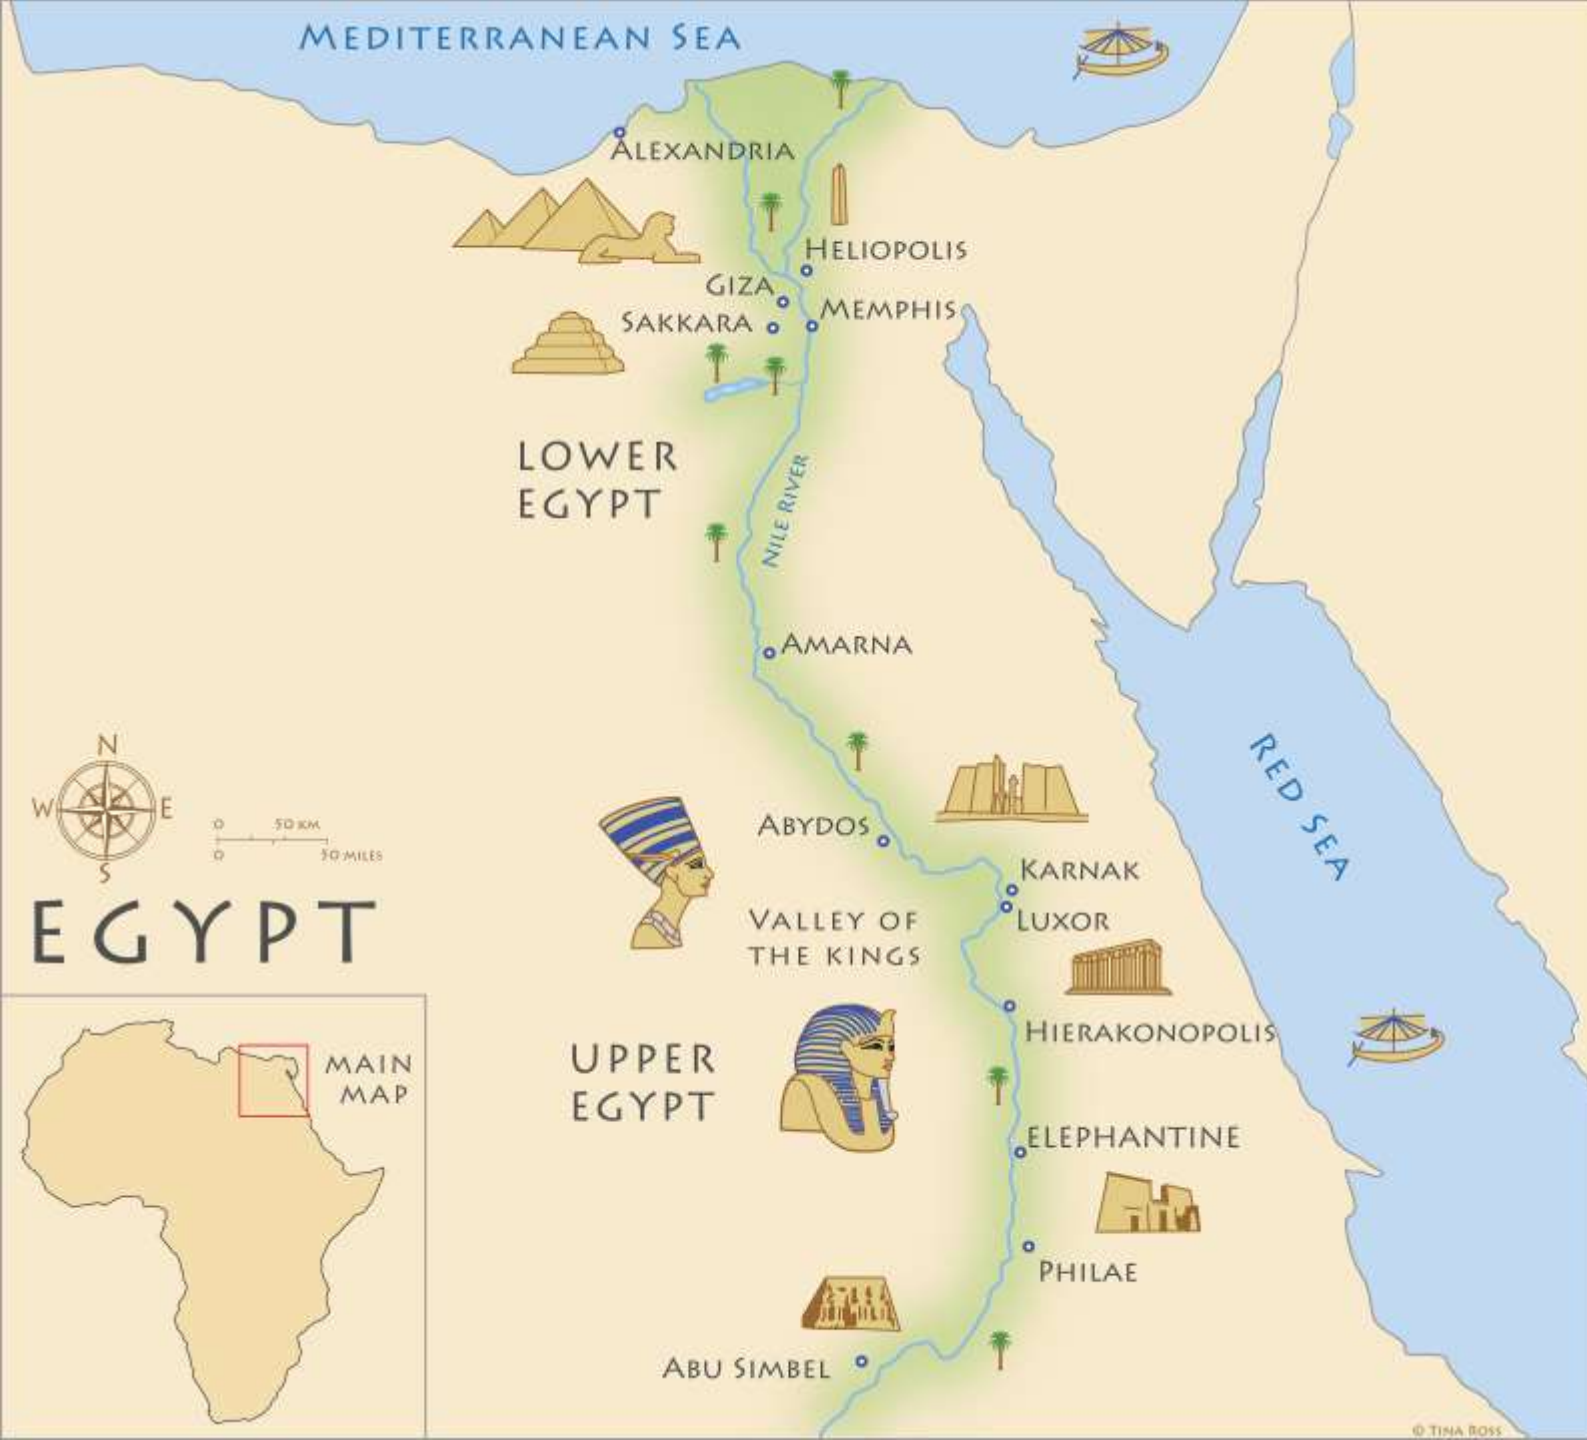 MEDITERRANEAN SEA
ALEXANDRIA
HELIOPOLIS
GIZA
MEMPHIS
SAKKARA
LOWER
EGYPT
NILE RIVER
AMARNA
N
W
E
S
0 50 KM
0 50 MILES
EGYPT
RED SEA
ABYDOS
KARNAK
LUXOR
VALLEY OF
THE KINGS
HIERAKONOPOLIS
UPPER
EGYPT
MAIN
MAP
ELEPHANTINE
PHILAE
ABU SIMBEL
© TINA ROSS